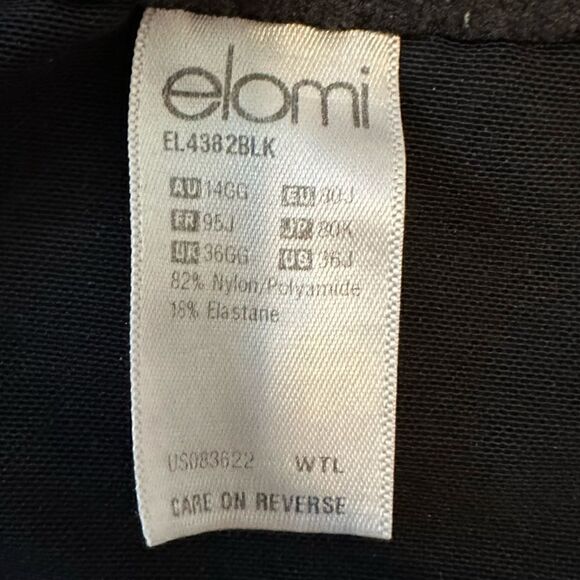 elomi
EL4382BLK
AU 14GG EU 80J
FR 95J JP 80K
UK 36GG US 36J
82% Nylon/Polyamide
18% Elastane
US083622 WTL
CARE ON REVERSE